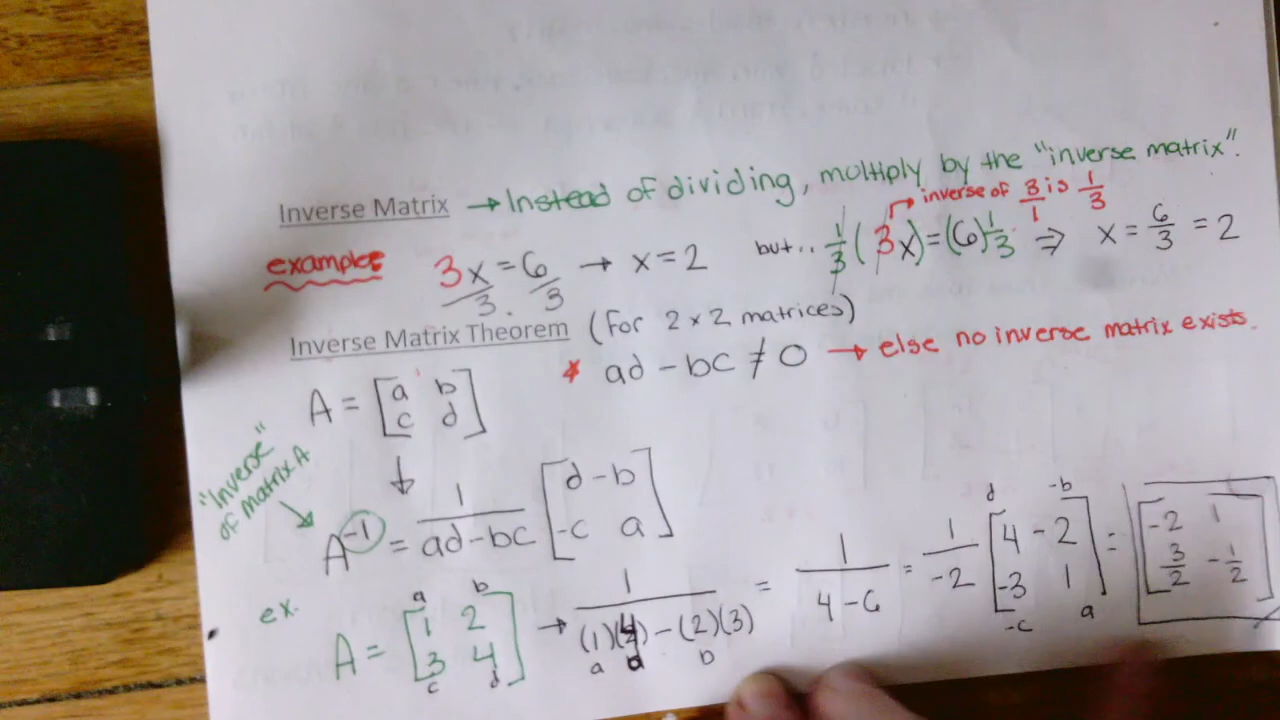 Inverse Matrix → Instead of dividing, multiply by the "inverse matrix".
inverse of 3/1 is 1/3
example: 3x/3 = 6/3 → x = 2 but.. 1/3 (3x) = (6) 1/3 ⇒ x = 6/3 = 2
Inverse Matrix Theorem (for 2 × 2 matrices)
* ad - bc ≠ 0 → else no inverse matrix exists.
A = [a b
c d]
↓
"Inverse" of matrix A
A⁻¹ = 1/(ad-bc) [d -b
-c a]
ex.
a b
A = [1 2
3 4]
c d
→ 1/((1)(4) - (2)(3)) = 1/(4-6) = 1/-2 [4 -2
-3 1] = [-2 1
3/2 -1/2]
a d b
d -b
-c a